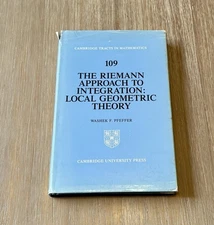 CAMBRIDGE TRACTS IN MATHEMATICS
109
THE RIEMANN
APPROACH TO
INTEGRATION:
LOCAL GEOMETRIC
THEORY
WASHEK F. PFEFFER
CAMBRIDGE UNIVERSITY PRESS